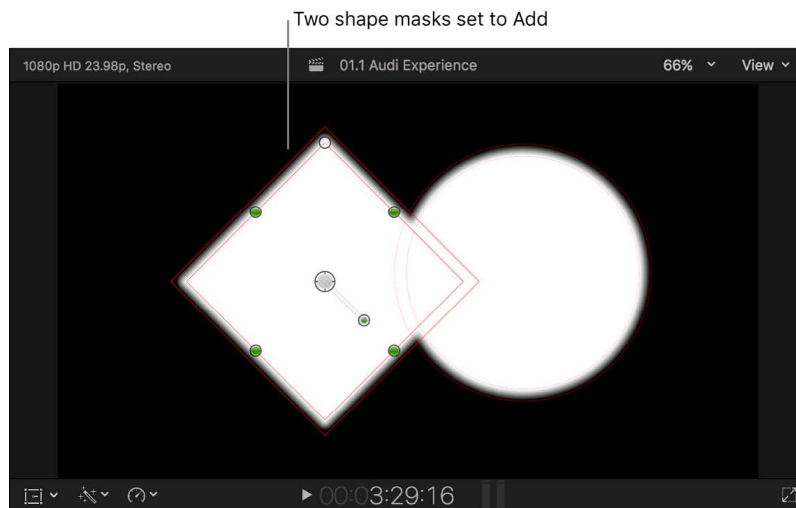 Two shape masks set to Add
1080p HD 23.98p, Stereo
01.1 Audi Experience
66%
View
00:03:29:16